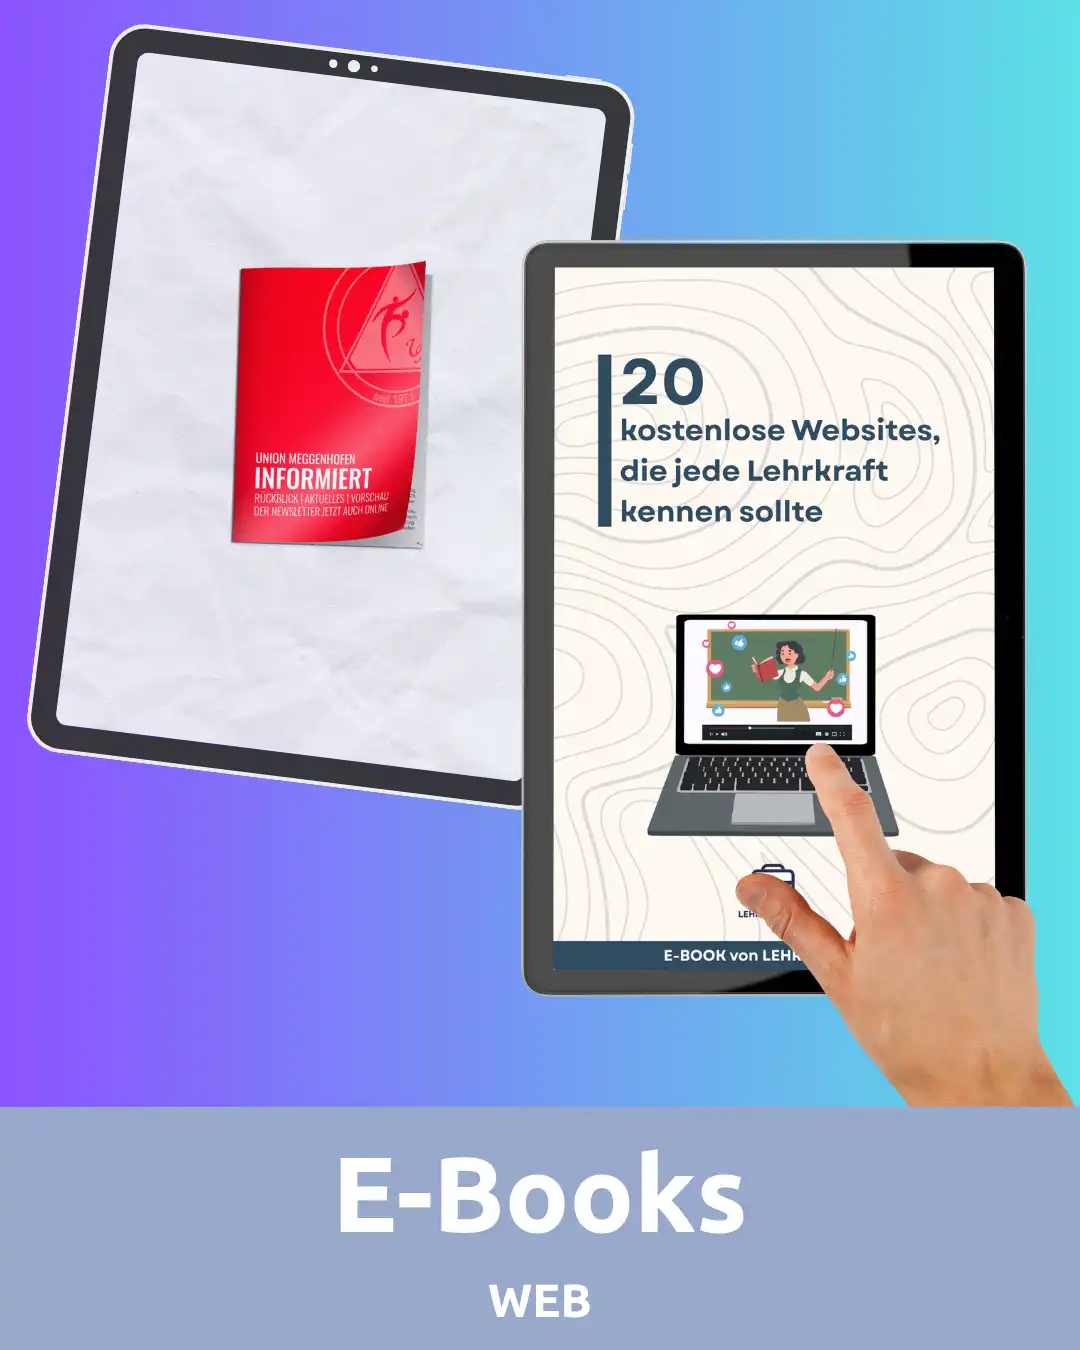 seit 1971
UNION MEGGENHOFEN
INFORMIERT
RÜCKBLICK | AKTUELLES | VORSCHAU
DER NEWSLETTER JETZT AUCH ONLINE
20
kostenlose Websites,
die jede Lehrkraft
kennen sollte
E-BOOK von
E-Books
WEB